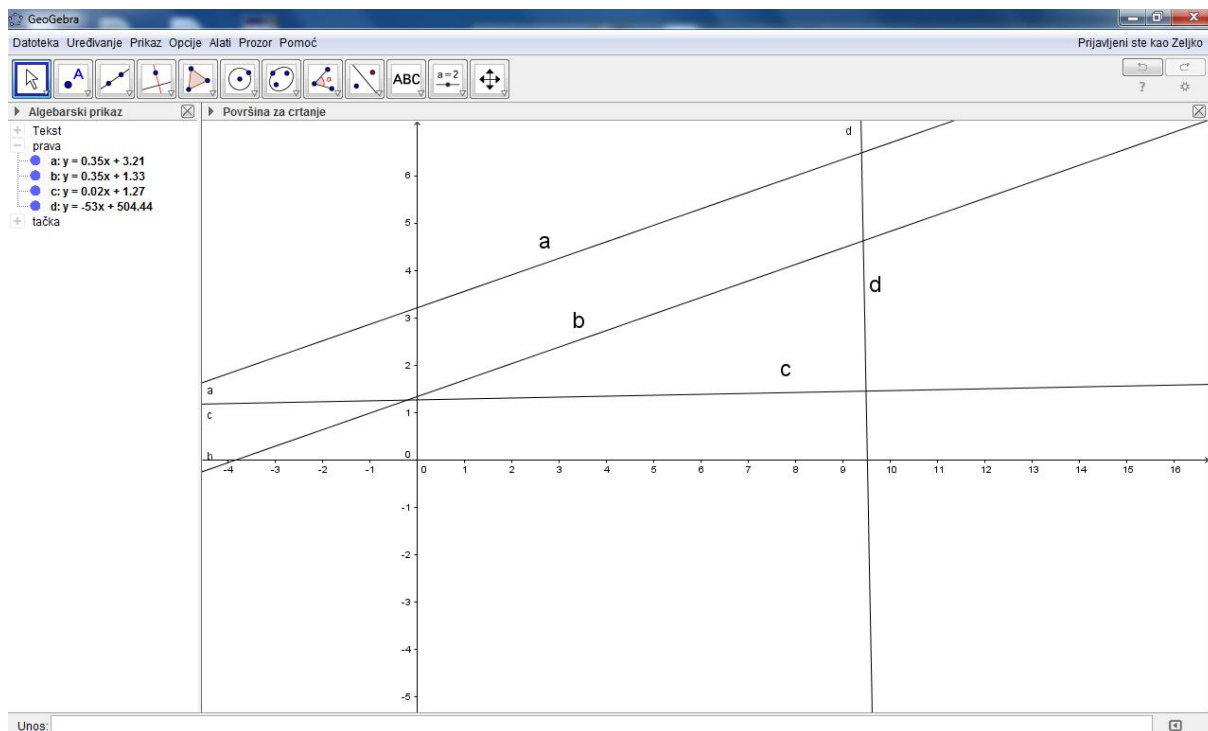 GeoGebra
Datoteka Uređivanje Prikaz Opcije Alati Prozor Pomoć
Prijavljeni ste kao Zeljko
A
α
ABC
a=2
?
Algebarski prikaz
Površina za crtanje
Tekst
prava
a: y = 0.35x + 3.21
b: y = 0.35x + 1.33
c: y = 0.02x + 1.27
d: y = -53x + 504.44
tačka
d
6
5
a
4
d
b
3
2
c
a
c
1
b
0
-4 -3 -2 -1 0 1 2 3 4 5 6 7 8 9 10 11 12 13 14 15 16
-1
-2
-3
-4
-5
Unos: